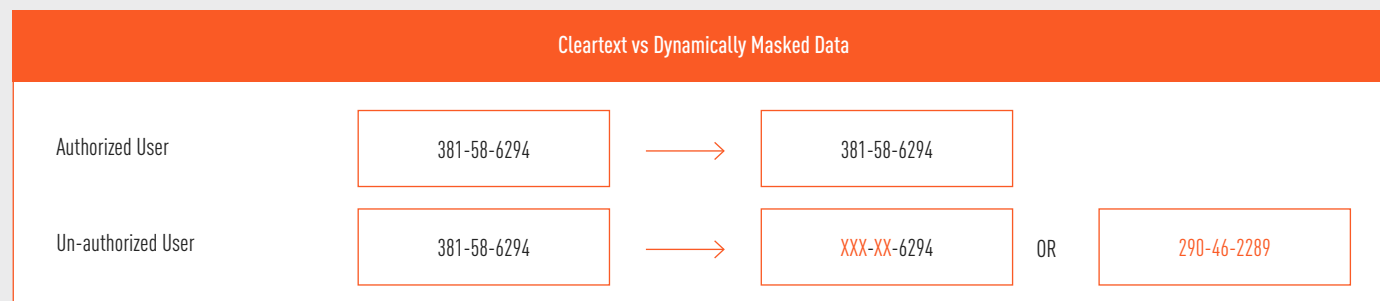 Cleartext vs Dynamically Masked Data
Authorized User 381-58-6294 381-58-6294
Un-authorized User 381-58-6294 XXX-XX-6294 OR 290-46-2289